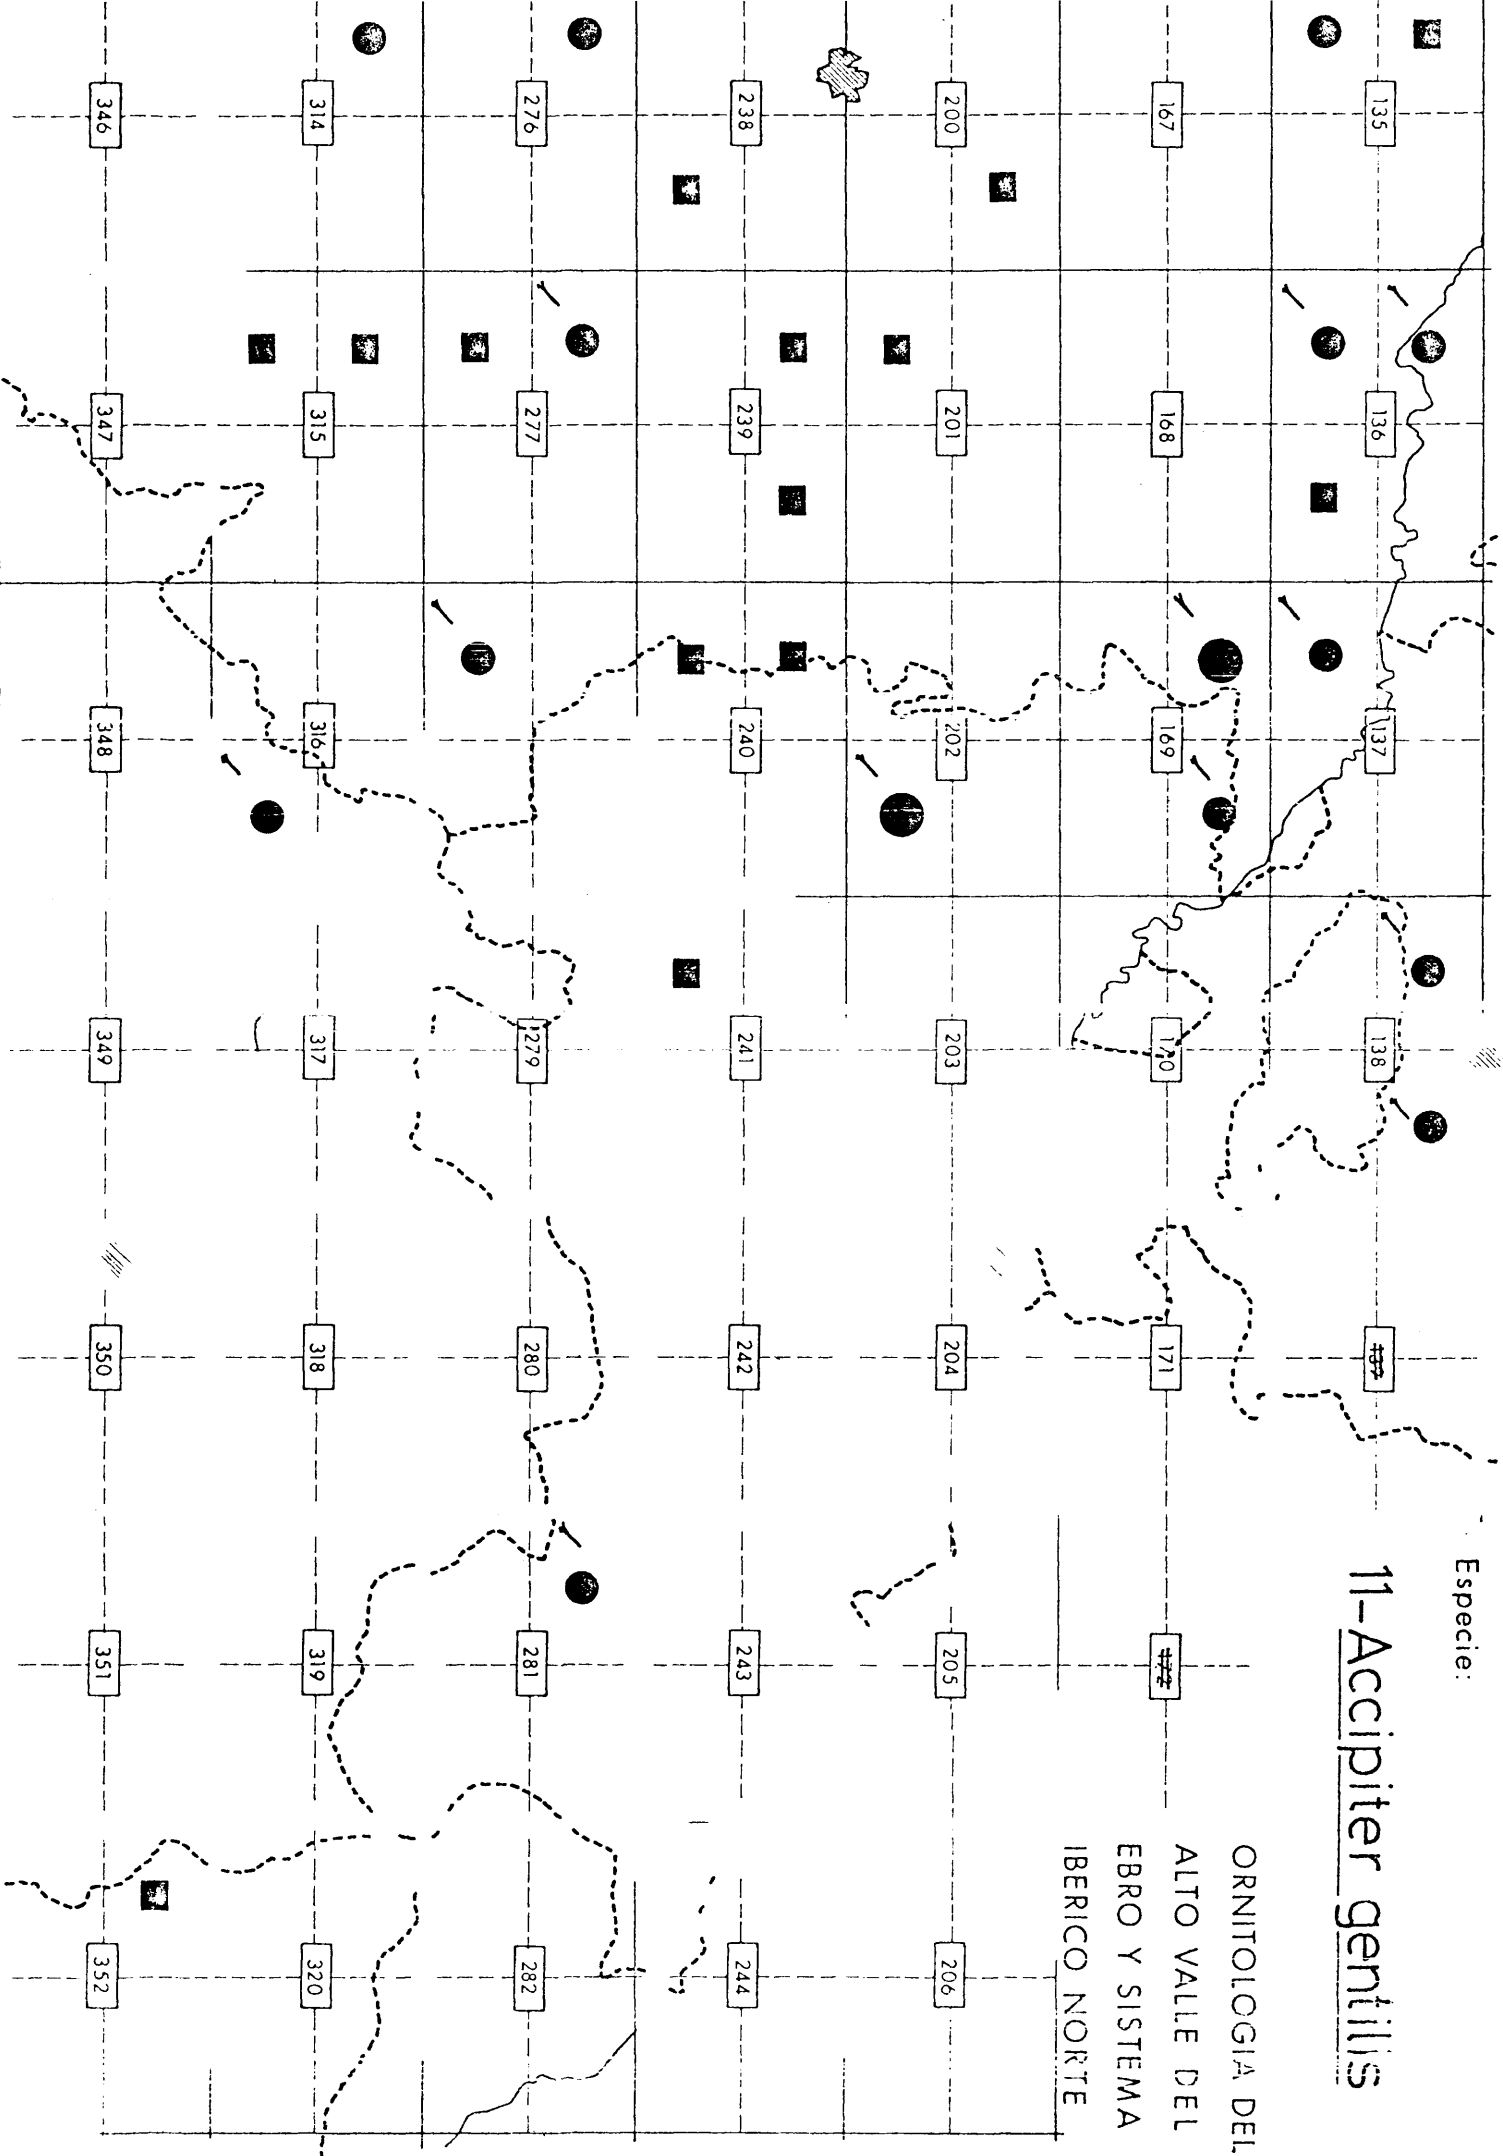 Especie:
11-Accipiter gentilis
ORNITOLOGIA DEL
ALTO VALLE DEL
EBRO Y SISTEMA
IBERICO NORTE
135 136 137 138
167 168 169 170 171
200 201 202 203 204 205 206
238 239 240 241 242 243 244
276 277 279 280 281 282
314 315 316 317 318 319 320
346 347 348 349 350 351 352